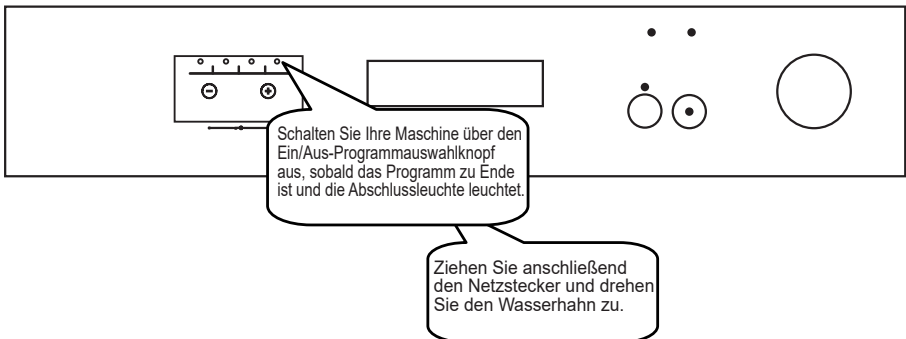 Schalten Sie Ihre Maschine über den
Ein/Aus-Programmauswahlknopf
aus, sobald das Programm zu Ende
ist und die Abschlussleuchte leuchtet.
Ziehen Sie anschließend
den Netzstecker und drehen
Sie den Wasserhahn zu.